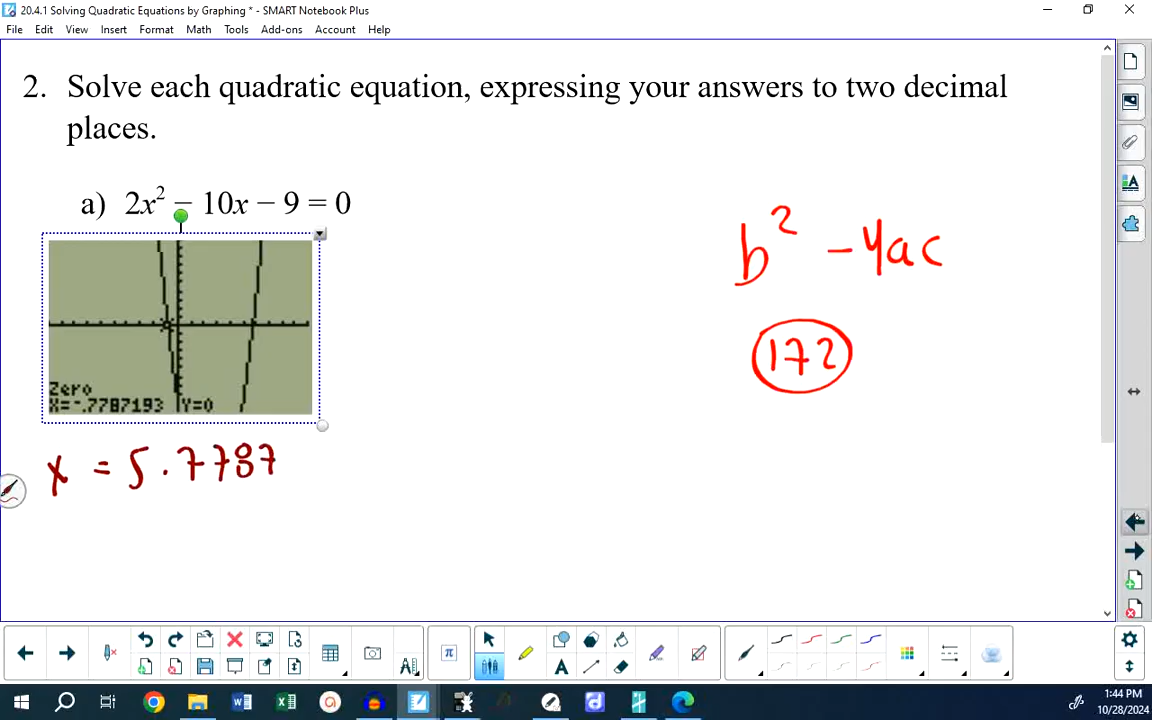 20.4.1 Solving Quadratic Equations by Graphing * - SMART Notebook Plus
File Edit View Insert Format Math Tools Add-ons Account Help
2. Solve each quadratic equation, expressing your answers to two decimal
places.
a) 2x² − 10x − 9 = 0
b² - 4ac
172
Zero
X=-.7787193 Y=0
x = 5.7787
π
A
1:44 PM
10/28/2024